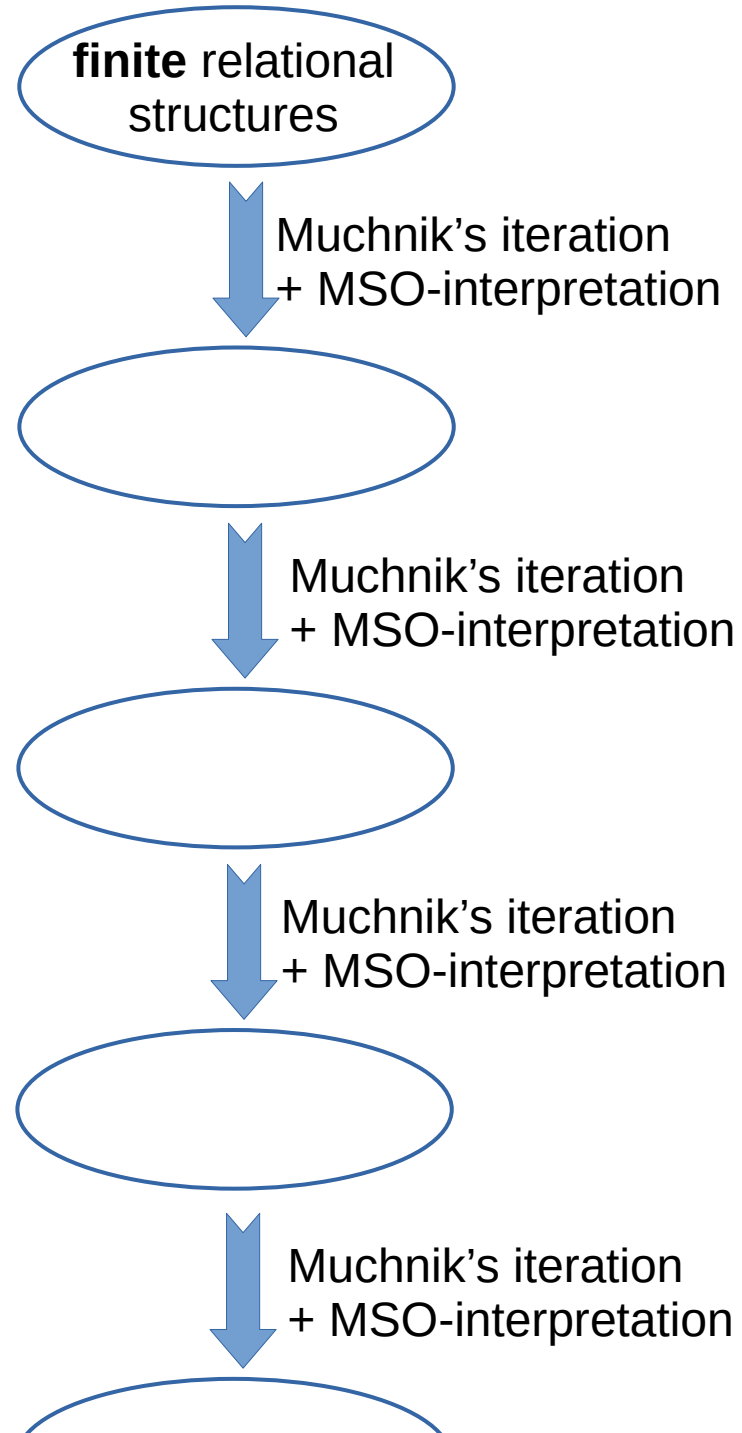 finite relational
structures
Muchnik’s iteration
+ MSO-interpretation
Muchnik’s iteration
+ MSO-interpretation
Muchnik’s iteration
+ MSO-interpretation
Muchnik’s iteration
+ MSO-interpretation